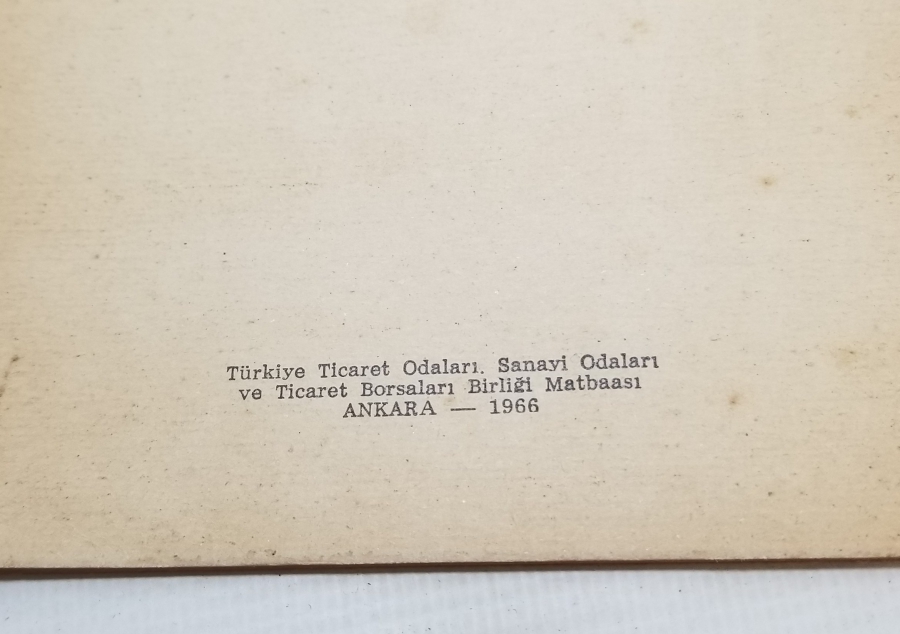 Türkiye Ticaret Odaları. Sanayi Odaları
ve Ticaret Borsaları Birliği Matbaası
ANKARA — 1966